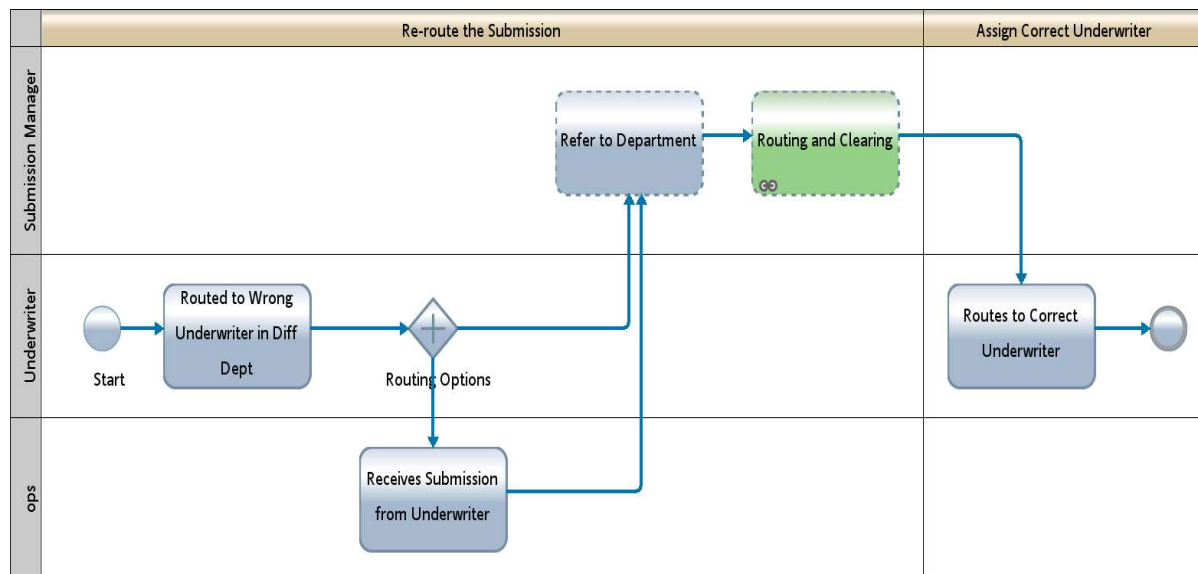 Re-route the Submission
Assign Correct Underwriter
Submission Manager
Refer to Department
Routing and Clearing
Underwriter
Start
Routed to Wrong
Underwriter in Diff
Dept
Routing Options
Routes to Correct
Underwriter
ops
Receives Submission
from Underwriter